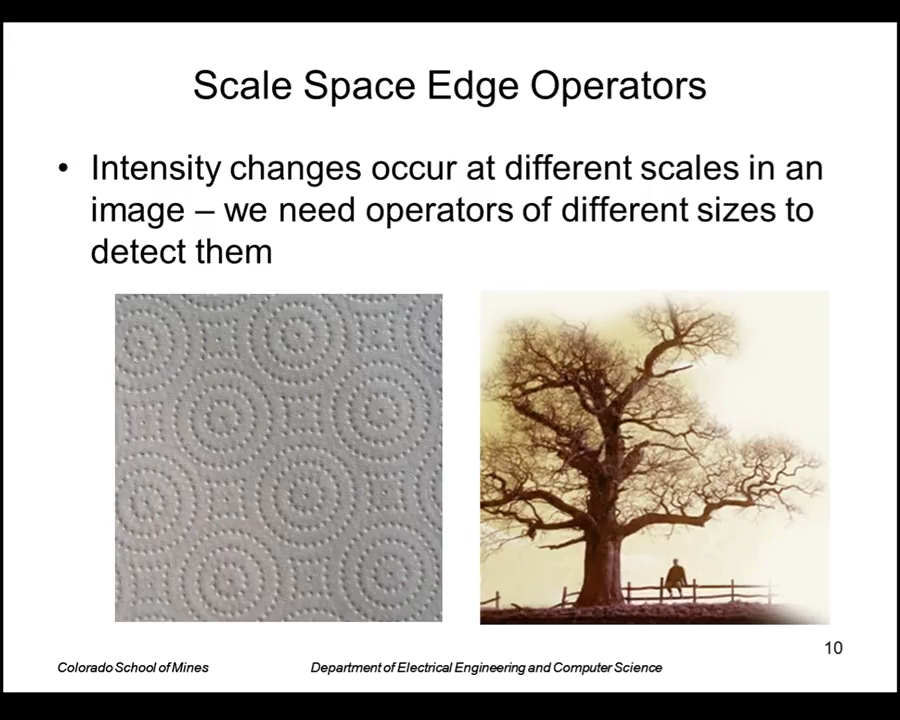 Scale Space Edge Operators
• Intensity changes occur at different scales in an
image – we need operators of different sizes to
detect them
10
Colorado School of Mines Department of Electrical Engineering and Computer Science